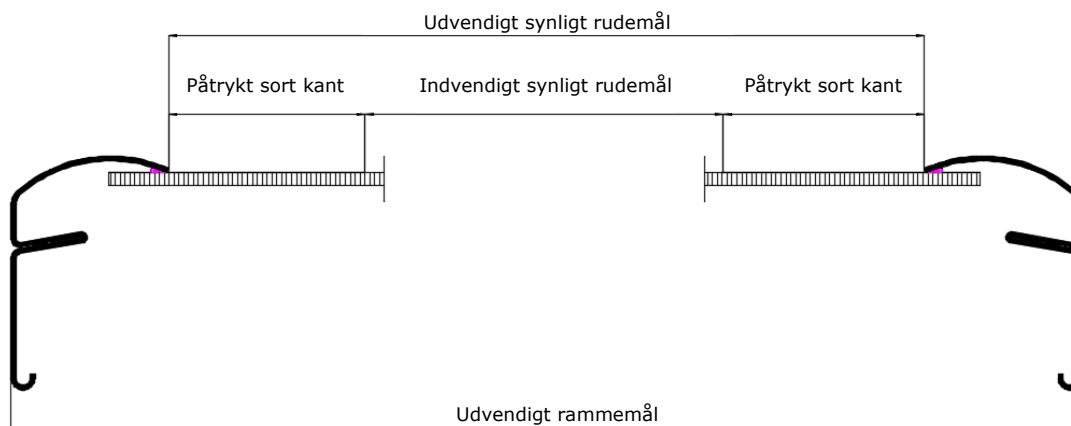 Udvendigt synligt rudemål
Påtrykt sort kant Indvendigt synligt rudemål Påtrykt sort kant
Udvendigt rammemål